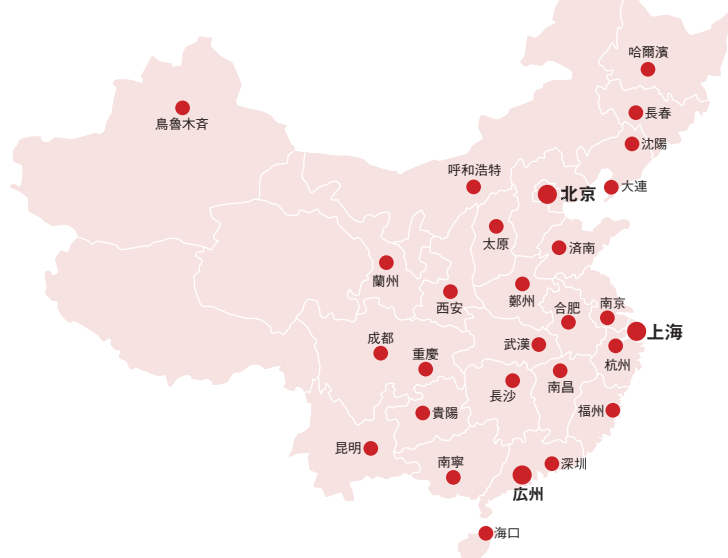 哈爾濱
長春
烏魯木斉
沈陽
呼和浩特
大連
北京
太原
済南
蘭州
鄭州
南京
西安
合肥
上海
成都
武漢
重慶
杭州
南昌
長沙
福州
貴陽
昆明
南寧
深圳
広州
海口